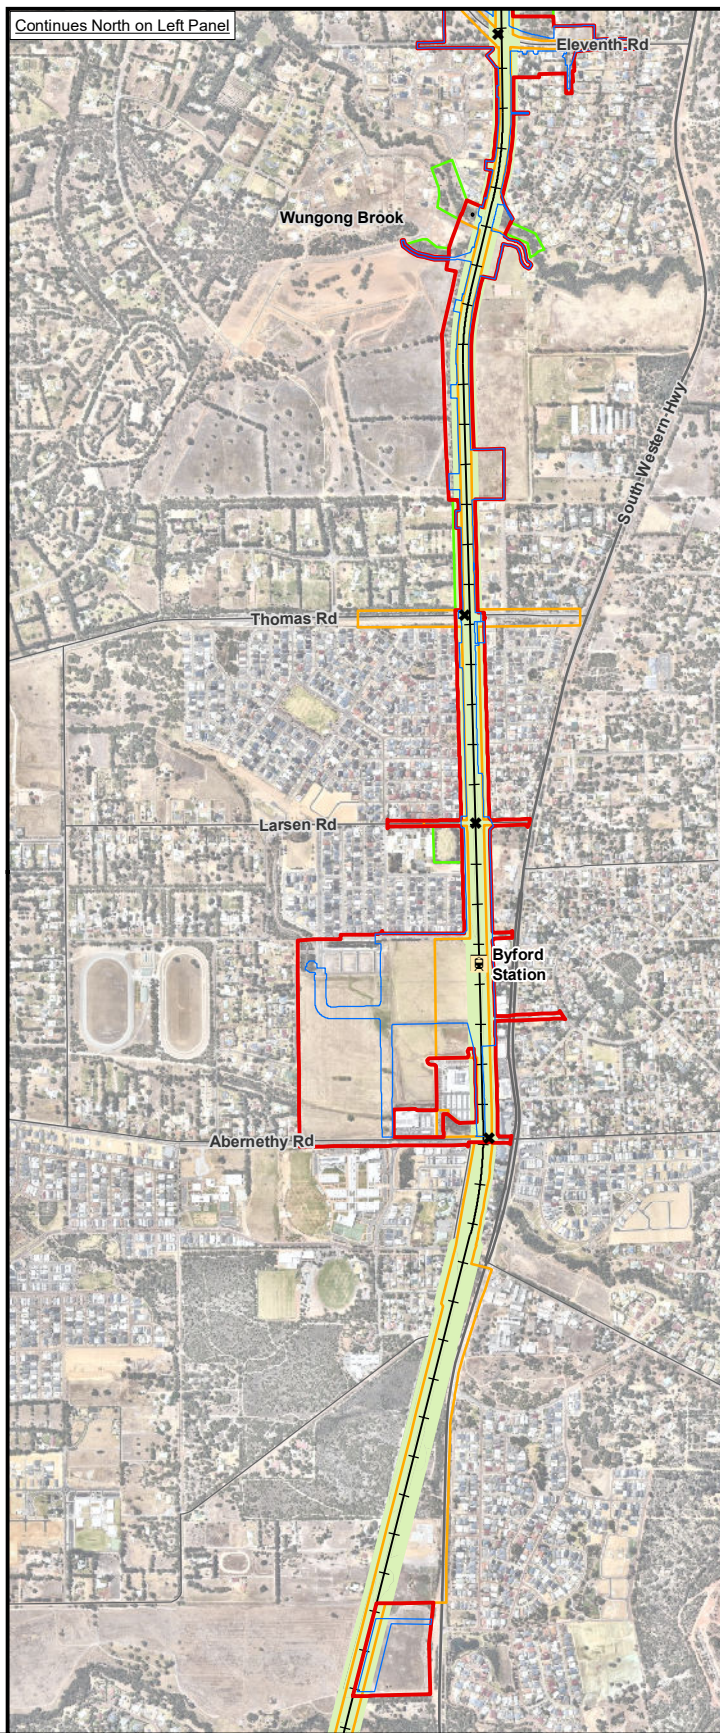 Continues North on Left Panel
Eleventh Rd
Wungong Brook
South Western Hwy
Thomas Rd
Larsen Rd
Byford
Station
Abernethy Rd